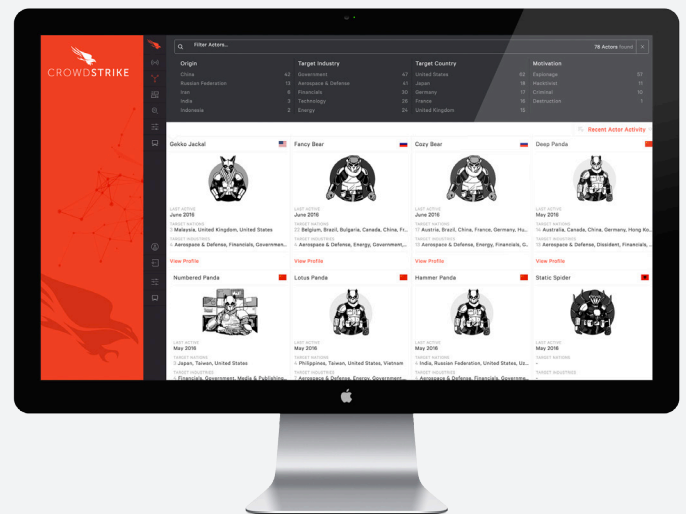 CROWDSTRIKE
Filter Actors...
78 Actors found
Origin
China 42
Russian Federation 13
Iran 6
India 3
Indonesia 2
Target Industry
Government 47
Aerospace & Defense 41
Financials 30
Technology 26
Energy 24
Target Country
United States 52
Japan 18
Germany 17
France 16
United Kingdom 15
Motivation
Espionage 57
Hacktivist 11
Criminal 10
Destruction 1
Recent Actor Activity
Gekko Jackal
LAST ACTIVE
June 2016
TARGET NATIONS
3 Malaysia, United Kingdom, United States
TARGET INDUSTRIES
Aerospace & Defense, Financials, Governmen...
View Profile
Fancy Bear
LAST ACTIVE
June 2016
TARGET NATIONS
Belgium, Brazil, Bulgaria, Canada, China, Fr...
TARGET INDUSTRIES
Aerospace & Defense, Energy, Government,...
View Profile
Cozy Bear
LAST ACTIVE
June 2016
TARGET NATIONS
17 Austria, Brazil, China, France, Germany, Hu...
TARGET INDUSTRIES
Aerospace & Defense, Energy, Financials, G...
View Profile
Deep Panda
LAST ACTIVE
May 2016
TARGET NATIONS
Australia, Canada, China, Germany, Hong Ko...
TARGET INDUSTRIES
Aerospace & Defense, Dissident, Financials, ...
View Profile
Numbered Panda
LAST ACTIVE
May 2016
TARGET NATIONS
3 Japan, Taiwan, United States
TARGET INDUSTRIES
Financials, Government, Media & Publishing...
Lotus Panda
LAST ACTIVE
May 2016
TARGET NATIONS
4 Philippines, Taiwan, United States, Vietnam
TARGET INDUSTRIES
Aerospace & Defense, Energy, Government...
Hammer Panda
LAST ACTIVE
May 2016
TARGET NATIONS
4 India, Russian Federation, United States, Uz...
TARGET INDUSTRIES
Aerospace & Defense, Financials, Governme...
Static Spider
LAST ACTIVE
May 2016
TARGET NATIONS
-
TARGET INDUSTRIES
-